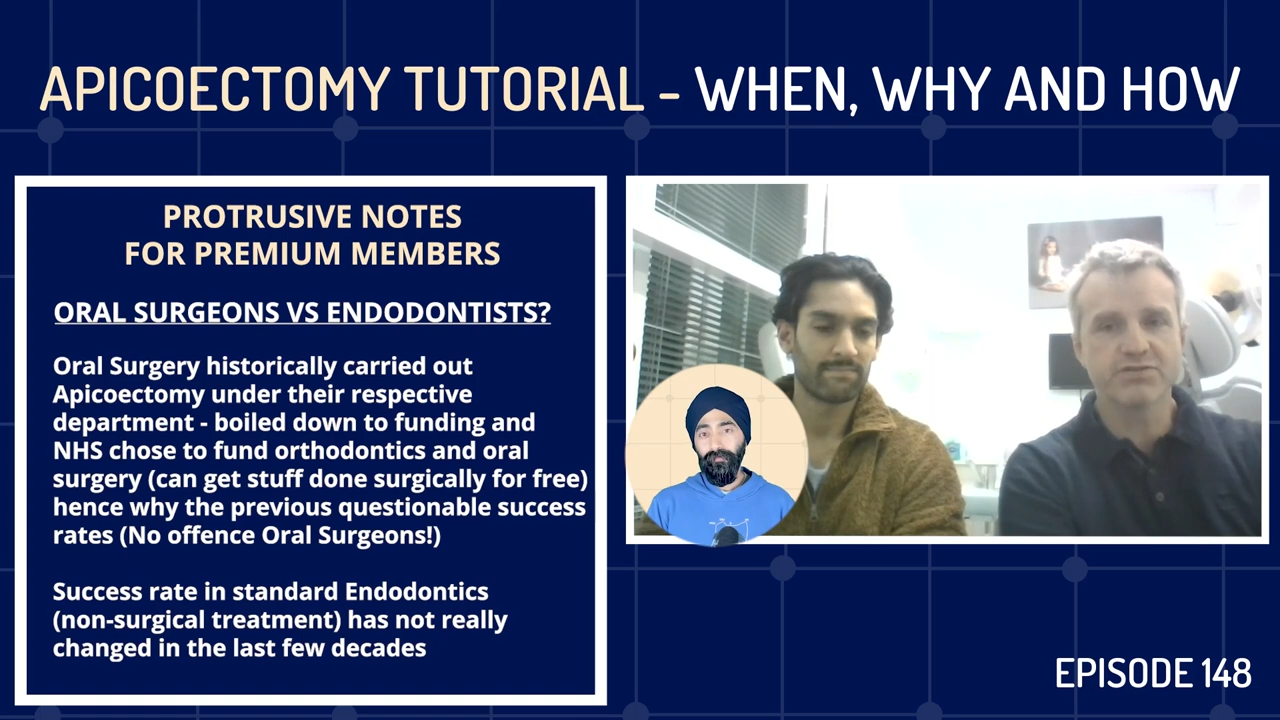 APICOECTOMY TUTORIAL - WHEN, WHY AND HOW
PROTRUSIVE NOTES
FOR PREMIUM MEMBERS
ORAL SURGEONS VS ENDODONTISTS?
Oral Surgery historically carried out
Apicoectomy under their respective
department - boiled down to funding and
NHS chose to fund orthodontics and oral
surgery (can get stuff done surgically for free)
hence why the previous questionable success
rates (No offence Oral Surgeons!)
Success rate in standard Endodontics
(non-surgical treatment) has not really
changed in the last few decades
EPISODE 148